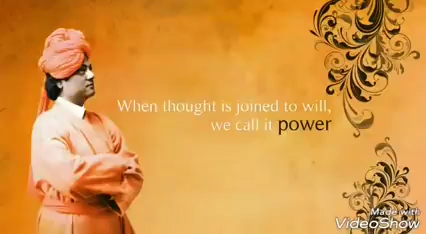 When thought is joined to will,
we call it power
Made with
VideoShow